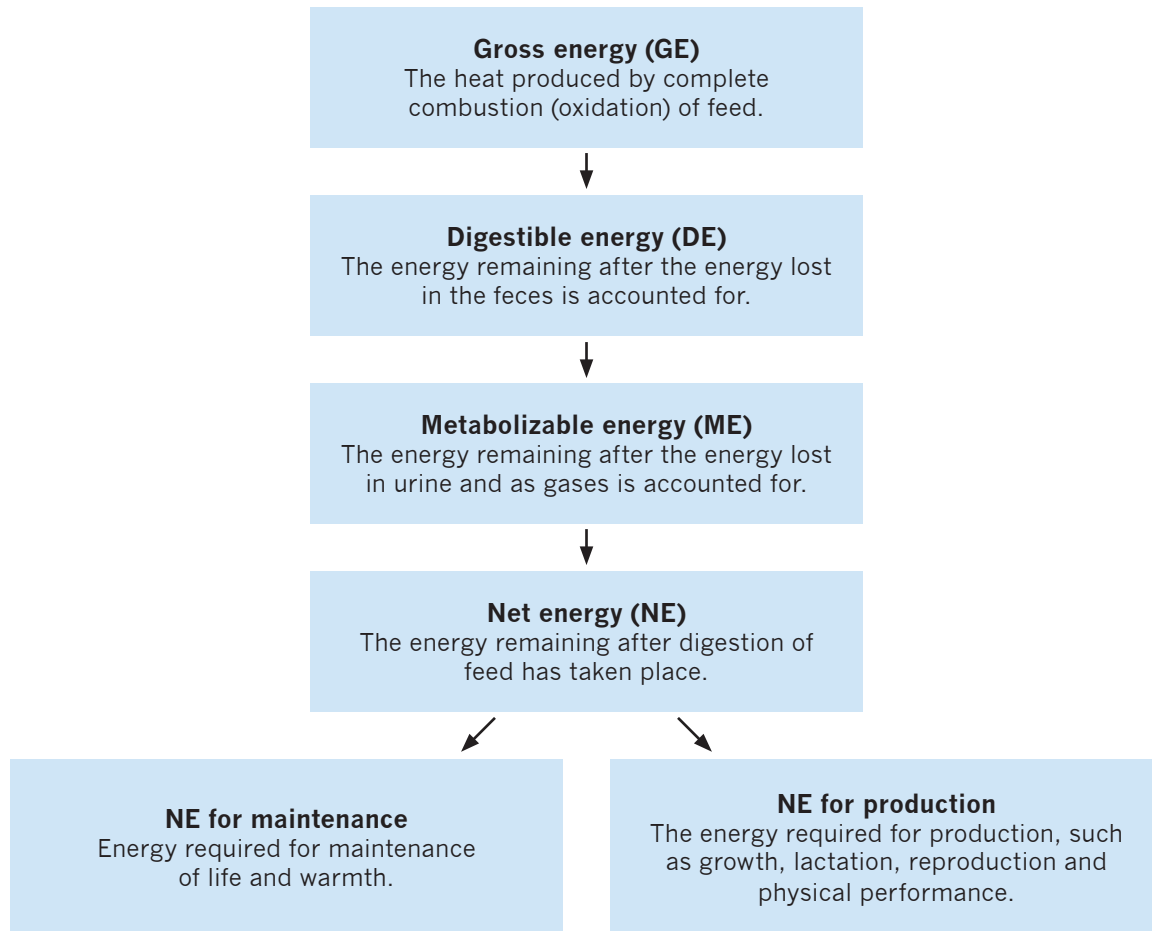 Gross energy (GE)
The heat produced by complete
combustion (oxidation) of feed.
Digestible energy (DE)
The energy remaining after the energy lost
in the feces is accounted for.
Metabolizable energy (ME)
The energy remaining after the energy lost
in urine and as gases is accounted for.
Net energy (NE)
The energy remaining after digestion of
feed has taken place.
NE for maintenance
Energy required for maintenance
of life and warmth.
NE for production
The energy required for production, such
as growth, lactation, reproduction and
physical performance.